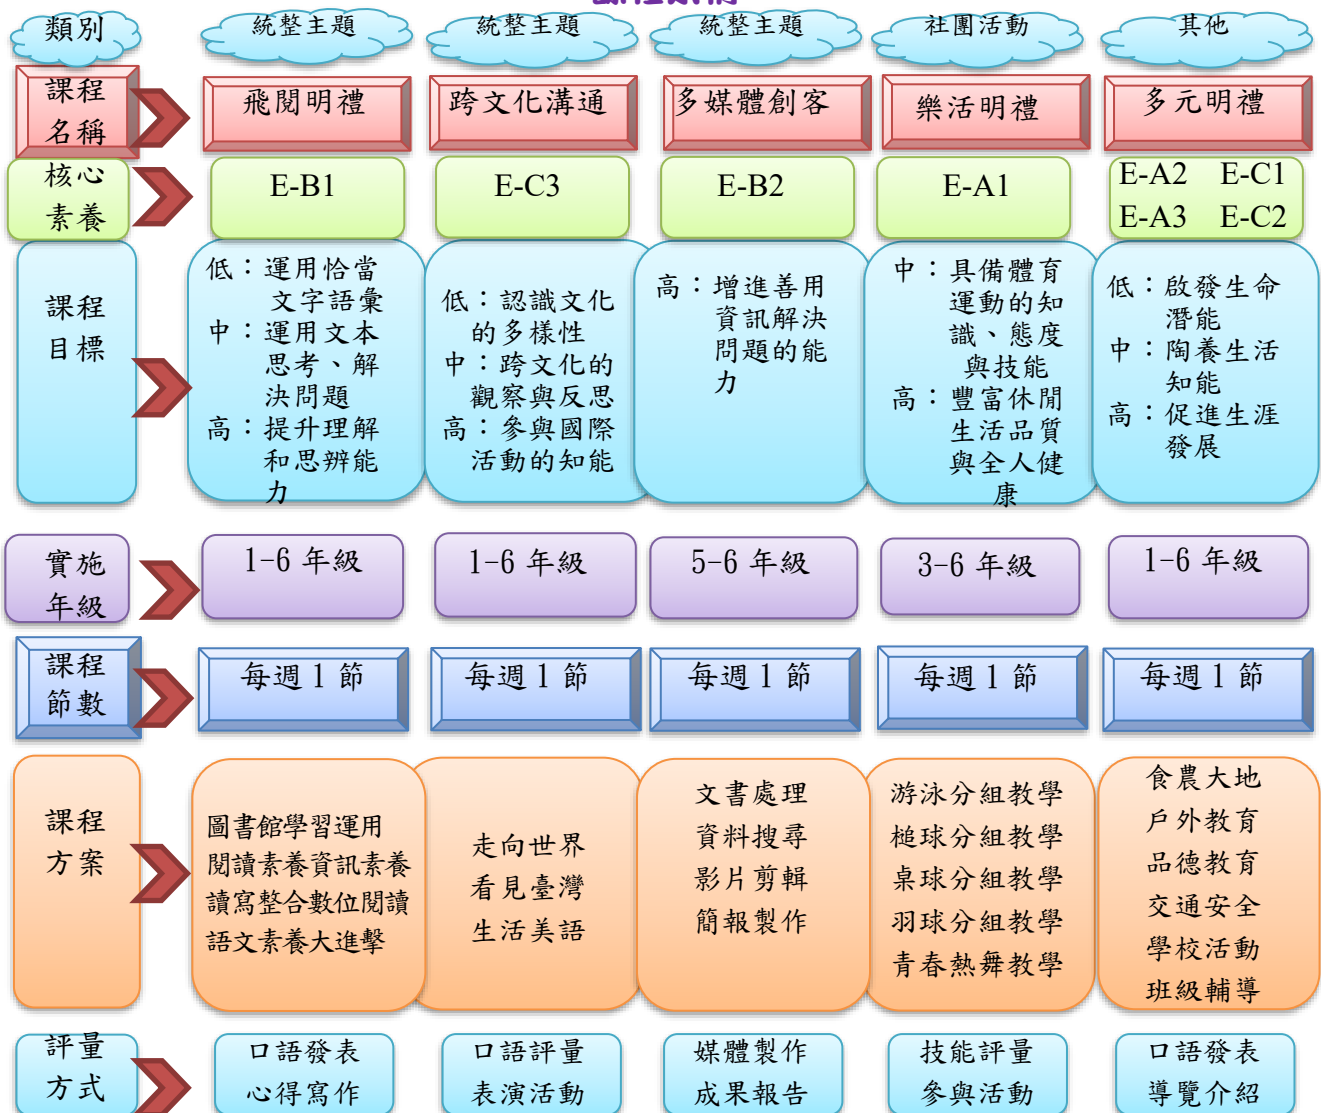 類別
統整主題
統整主題
統整主題
社團活動
其他
課程
名稱
飛閱明禮
跨文化溝通
多媒體創客
樂活明禮
多元明禮
核心
素養
E-B1
E-C3
E-B2
E-A1
E-A2 E-C1
E-A3 E-C2
課程
目標
低：運用恰當
文字語彙
中：運用文本
思考、解
決問題
高：提升理解
和思辨能
力
低：認識文化
的多樣性
中：跨文化的
觀察與反思
高：參與國際
活動的知能
高：增進善用
資訊解決
問題的能
力
中：具備體育
運動的知
識、態度
與技能
高：豐富休閒
生活品質
與全人健
康
低：啟發生命
潛能
中：陶養生活
知能
高：促進生涯
發展
實施
年級
1-6 年級
1-6 年級
5-6 年級
3-6 年級
1-6 年級
課程
節數
每週 1 節
每週 1 節
每週 1 節
每週 1 節
每週 1 節
課程
方案
圖書館學習運用
閱讀素養資訊素養
讀寫整合數位閱讀
語文素養大進擊
走向世界
看見臺灣
生活美語
文書處理
資料搜尋
影片剪輯
簡報製作
游泳分組教學
槌球分組教學
桌球分組教學
羽球分組教學
青春熱舞教學
食農大地
戶外教育
品德教育
交通安全
學校活動
班級輔導
評量
方式
口語發表
心得寫作
口語評量
表演活動
媒體製作
成果報告
技能評量
參與活動
口語發表
導覽介紹